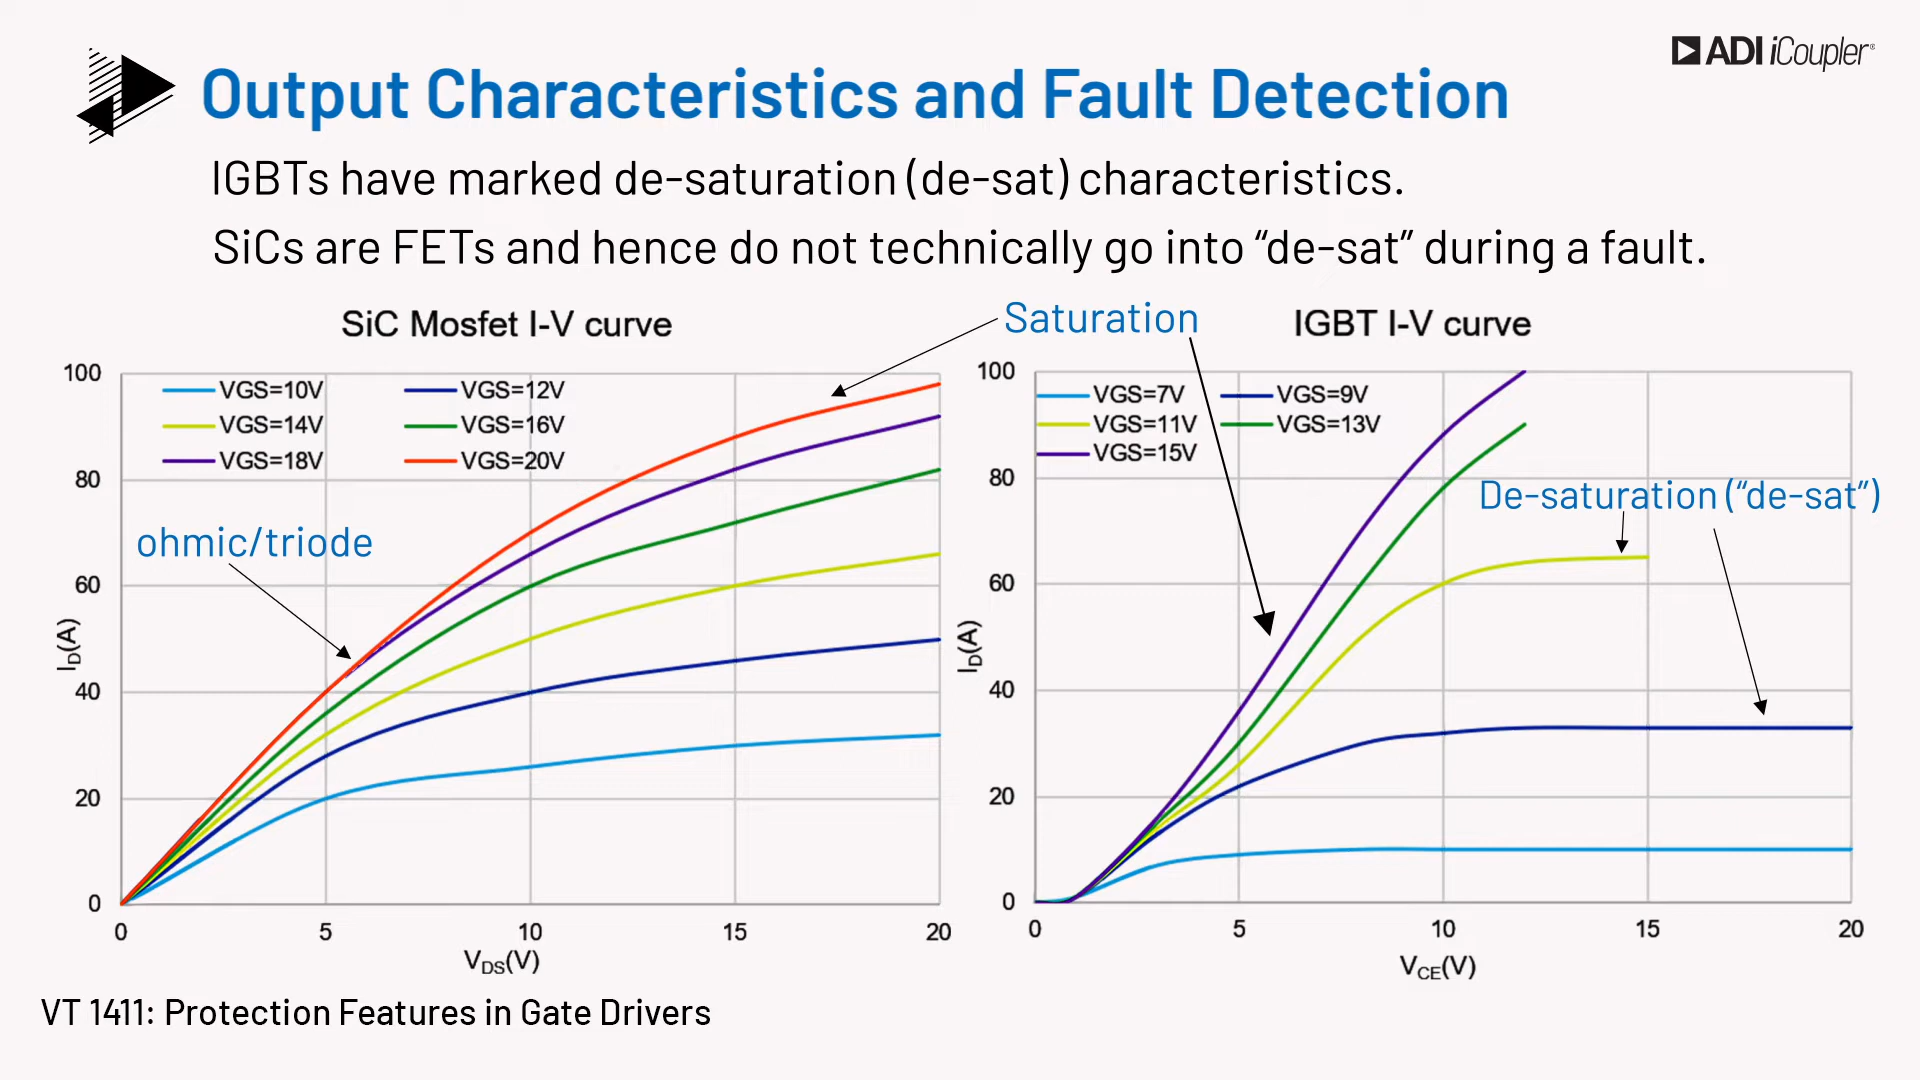 ADI iCoupler®
Output Characteristics and Fault Detection
IGBTs have marked de-saturation (de-sat) characteristics.
SiCs are FETs and hence do not technically go into “de-sat” during a fault.
SiC Mosfet I-V curve
Saturation
IGBT I-V curve
VGS=10V
VGS=12V
VGS=14V
VGS=16V
VGS=18V
VGS=20V
ohmic/triode
100
80
60
40
20
0
ID(A)
0 5 10 15 20
VDS(V)
VGS=7V
VGS=9V
VGS=11V
VGS=13V
VGS=15V
De-saturation (“de-sat”)
100
80
60
40
20
0
ID(A)
0 5 10 15 20
VCE(V)
VT 1411: Protection Features in Gate Drivers